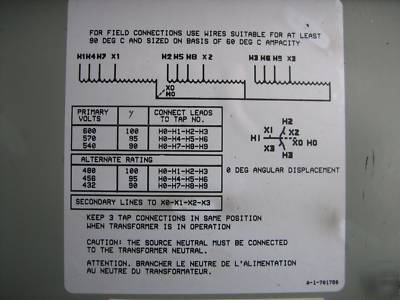 FOR FIELD CONNECTIONS USE WIRES SUITABLE FOR AT LEAST
90 DEG C AND SIZED ON BASIS OF 60 DEG C AMPACITY
H1 H4 H7 X1 H2 H5 H8 X2 H3 H6 H9 X3
X0
H0
PRIMARY VOLTS % CONNECT LEADS TO TAP NO.
600 100 H0-H1-H2-H3
570 95 H0-H4-H5-H6
540 90 H0-H7-H8-H9
ALTERNATE RATING
480 100 H0-H1-H2-H3
456 95 H0-H4-H5-H6
432 90 H0-H7-H8-H9
SECONDARY LINES TO X0-X1-X2-X3
H2
X1 X2
H1 X0 H0
X3
H3
0 DEG ANGULAR DISPLACEMENT
KEEP 3 TAP CONNECTIONS IN SAME POSITION
WHEN TRANSFORMER IS IN OPERATION
CAUTION: THE SOURCE NEUTRAL MUST BE CONNECTED
TO THE TRANSFORMER NEUTRAL.
ATTENTION. BRANCHER LE NEUTRE DE L'ALIMENTATION
AU NEUTRE DU TRANSFORMATEUR.